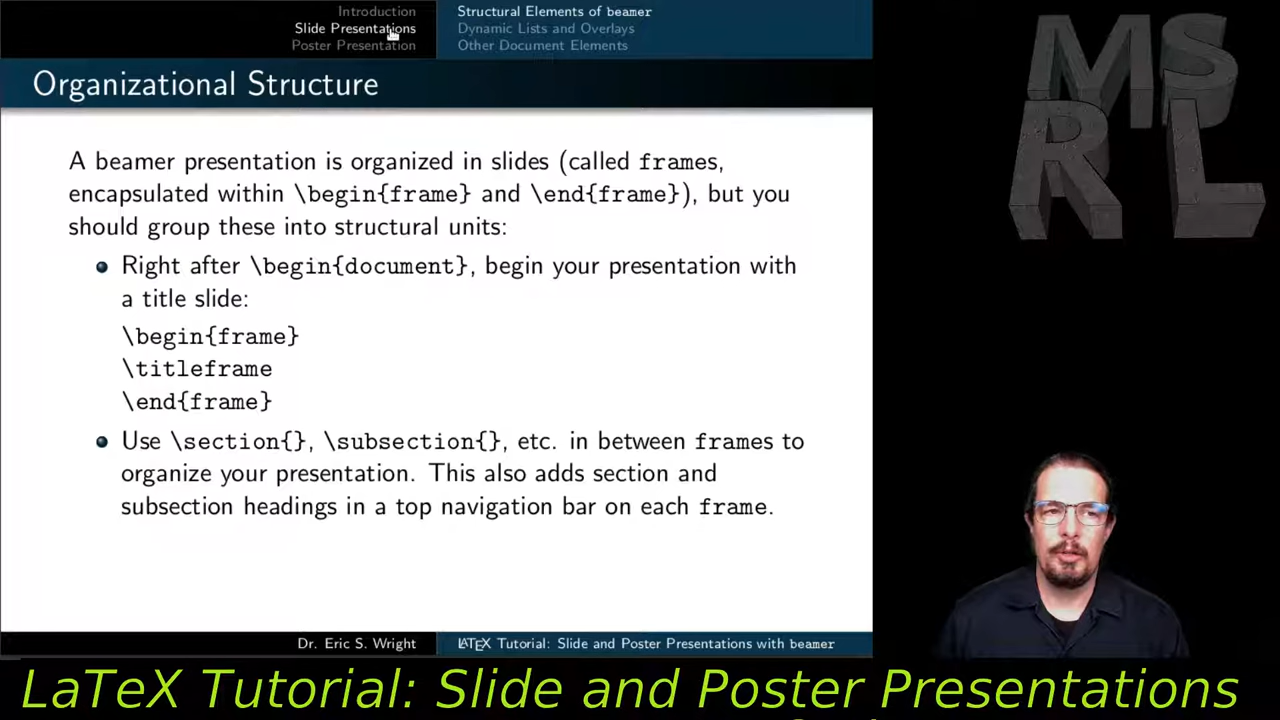 Introduction
Slide Presentations
Poster Presentation
Structural Elements of beamer
Dynamic Lists and Overlays
Other Document Elements
MS
RL
Organizational Structure
A beamer presentation is organized in slides (called frames,
encapsulated within \begin{frame} and \end{frame}), but you
should group these into structural units:
Right after \begin{document}, begin your presentation with
a title slide:
\begin{frame}
\titleframe
\end{frame}
Use \section{}, \subsection{}, etc. in between frames to
organize your presentation. This also adds section and
subsection headings in a top navigation bar on each frame.
Dr. Eric S. Wright
LATEX Tutorial: Slide and Poster Presentations with beamer
LaTeX Tutorial: Slide and Poster Presentations